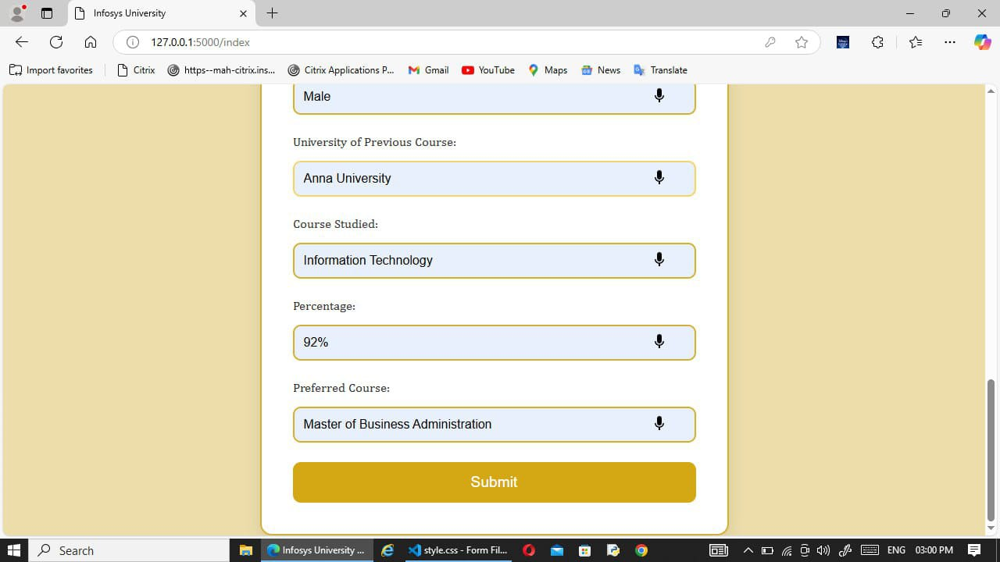 Infosys University
127.0.0.1:5000/index
Import favorites
Citrix
https--mah-citrix.ins...
Citrix Applications P...
Gmail
YouTube
Maps
News
Translate
Male
University of Previous Course:
Anna University
Course Studied:
Information Technology
Percentage:
92%
Preferred Course:
Master of Business Administration
Submit
Search
Infosys University ...
style.css - Form Fil...
ENG
03:00 PM